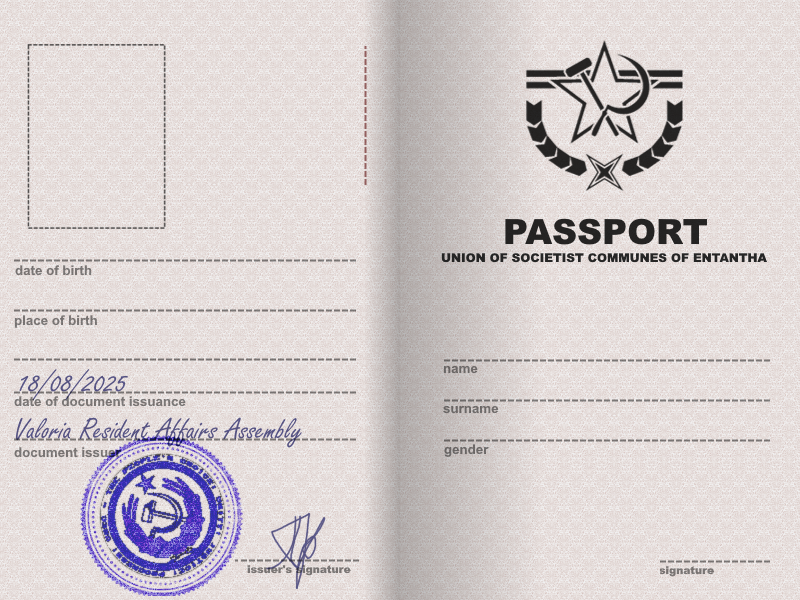 date of birth
place of birth
18/08/2025
date of document issuance
Valoria Resident Affairs Assembly
document issuer
issuer's signature
PASSPORT
UNION OF SOCIETIST COMMUNES OF ENTANTHA
name
surname
gender
signature